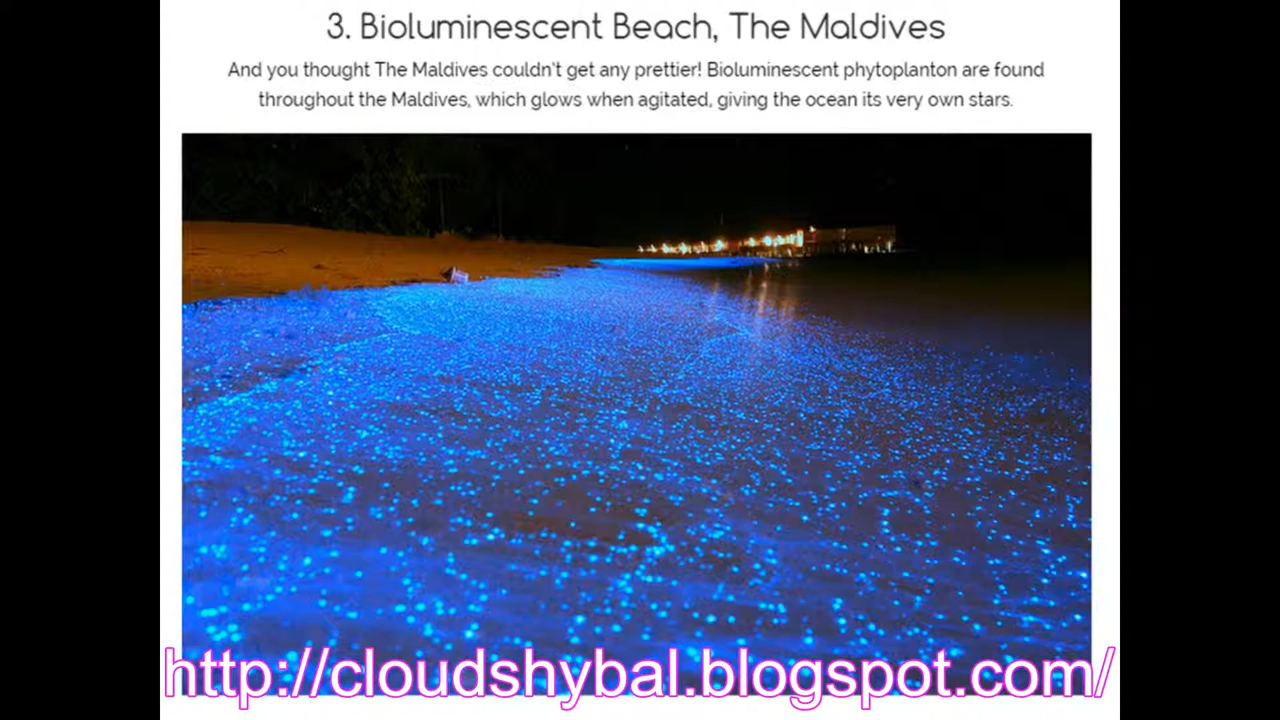 3. Bioluminescent Beach, The Maldives
And you thought The Maldives couldn't get any prettier! Bioluminescent phytoplanton are found
throughout the Maldives, which glows when agitated, giving the ocean its very own stars.
http://cloudshybal.blogspot.com/